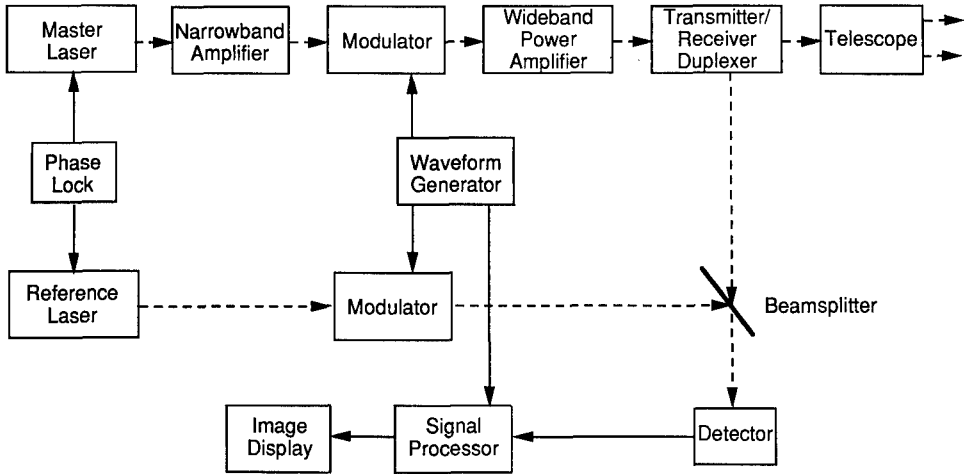 Master
Laser
Narrowband
Amplifier
Modulator
Wideband
Power
Amplifier
Transmitter/
Receiver
Duplexer
Telescope
Phase
Lock
Waveform
Generator
Reference
Laser
Modulator
Beamsplitter
Image
Display
Signal
Processor
Detector